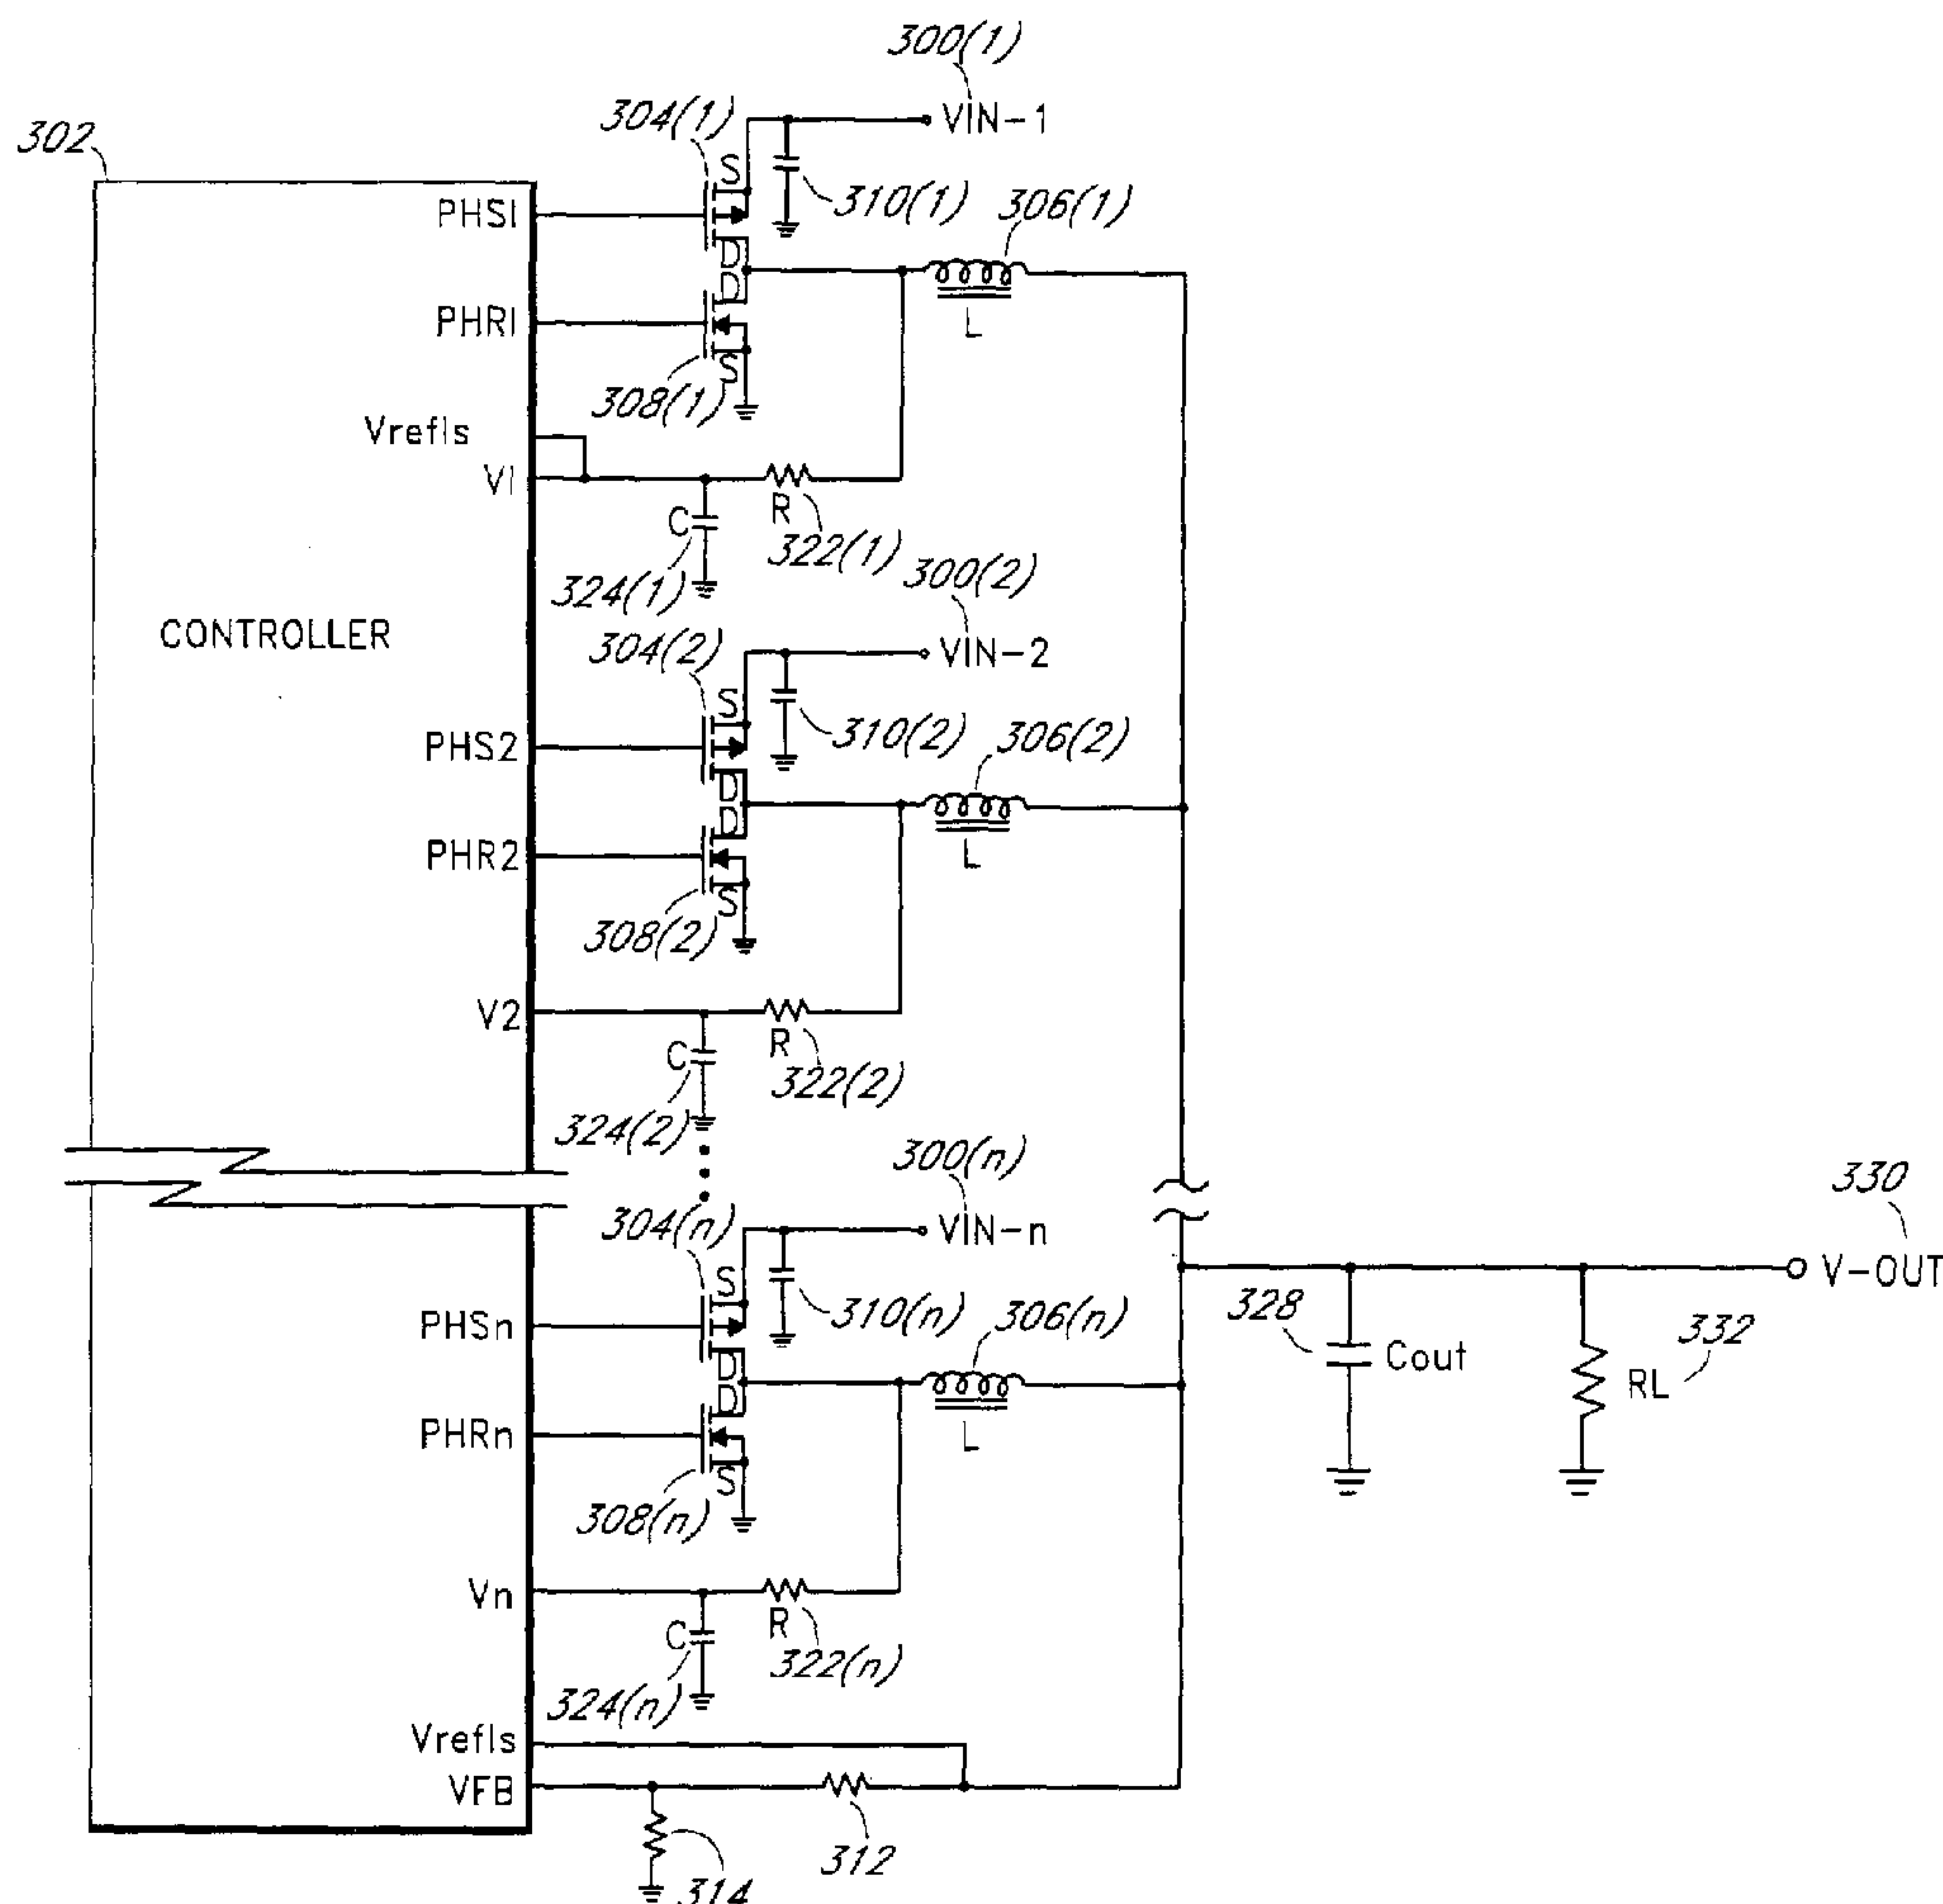 300(1)
302
304(1)
VIN-1
S
310(1)
306(1)
PHS1
D
D
L
PHR1
S
308(1)
Vrefls
V1
C
R
322(1)
324(1)
300(2)
CONTROLLER
304(2)
VIN-2
S
310(2)
306(2)
PHS2
D
D
L
PHR2
S
308(2)
V2
C
R
322(2)
324(2)
300(n)
330
304(n)
VIN-n
V-OUT
S
310(n)
306(n)
328
Cout
332
RL
PHSn
D
D
L
PHRn
S
308(n)
Vn
C
R
322(n)
324(n)
Vrefls
VFB
312
314